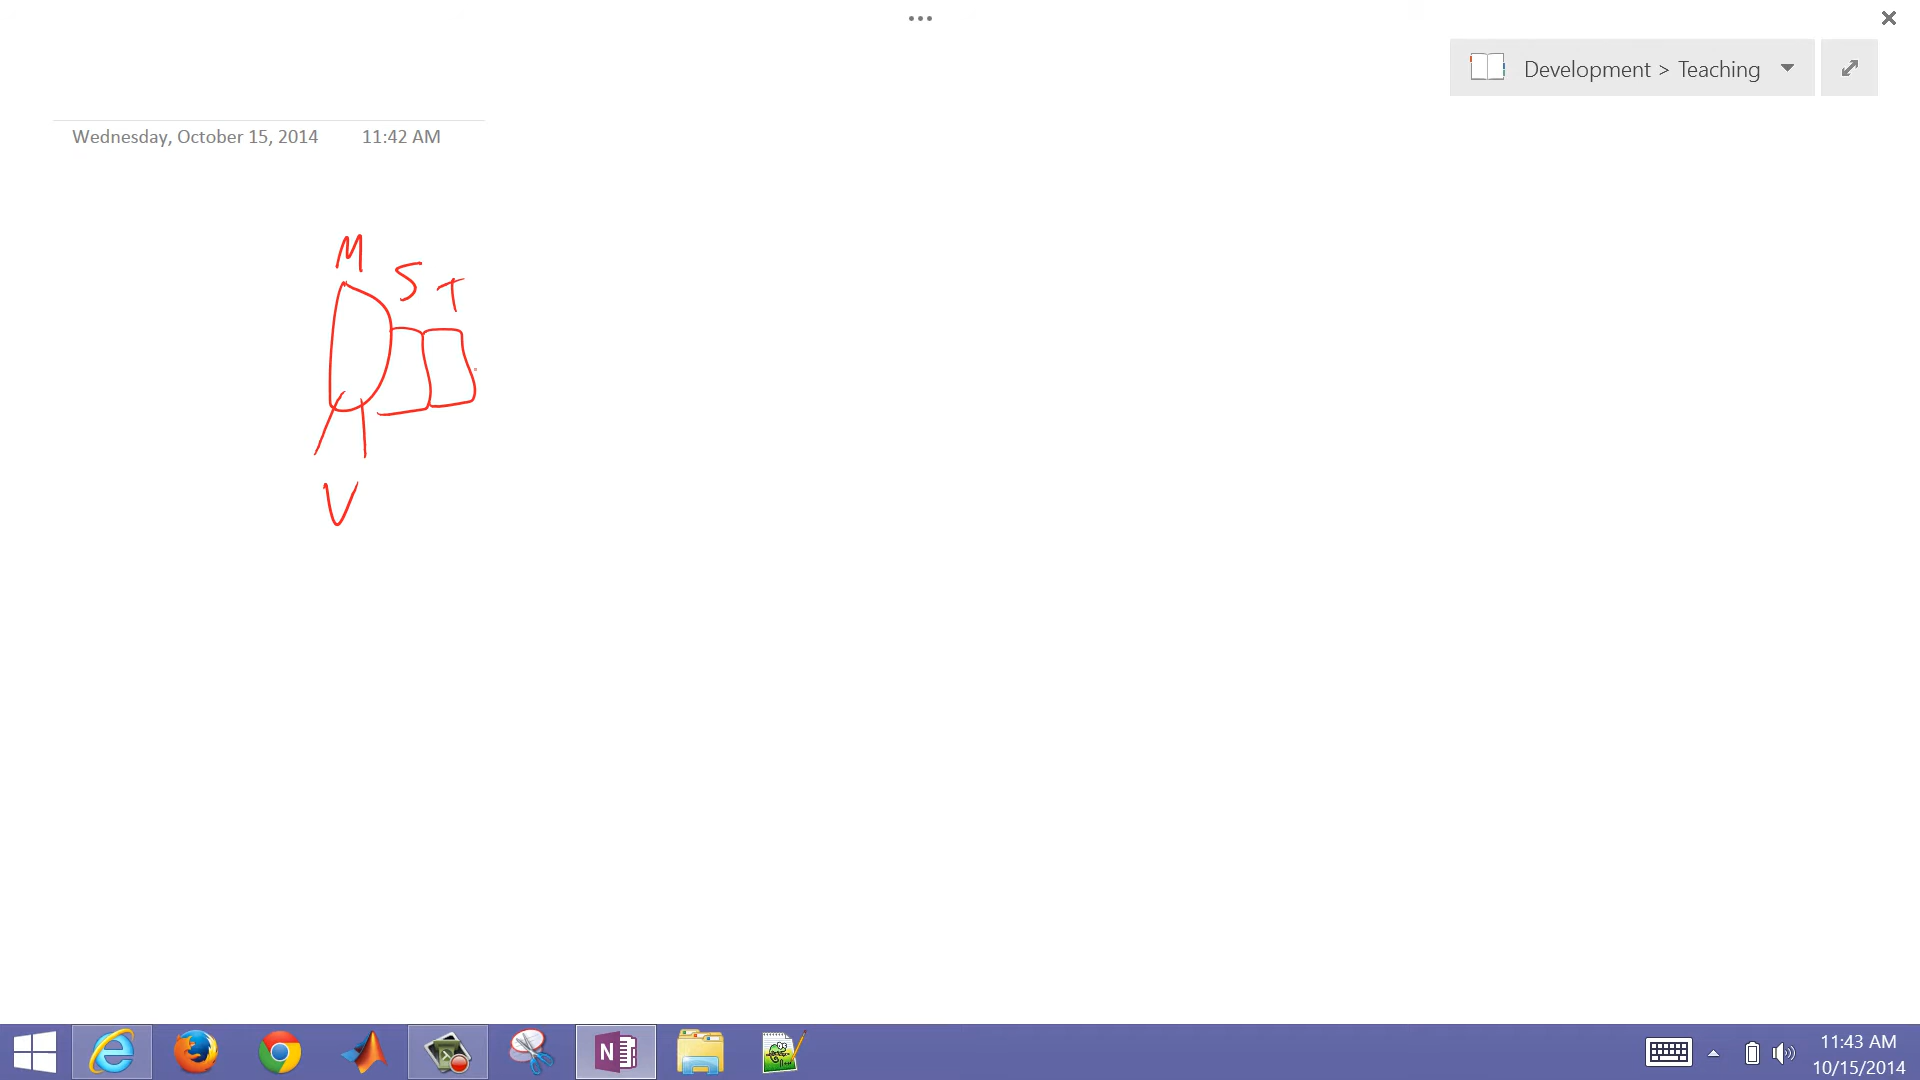 Development > Teaching
Wednesday, October 15, 2014 11:42 AM
M
S T
V
N
11:43 AM
10/15/2014